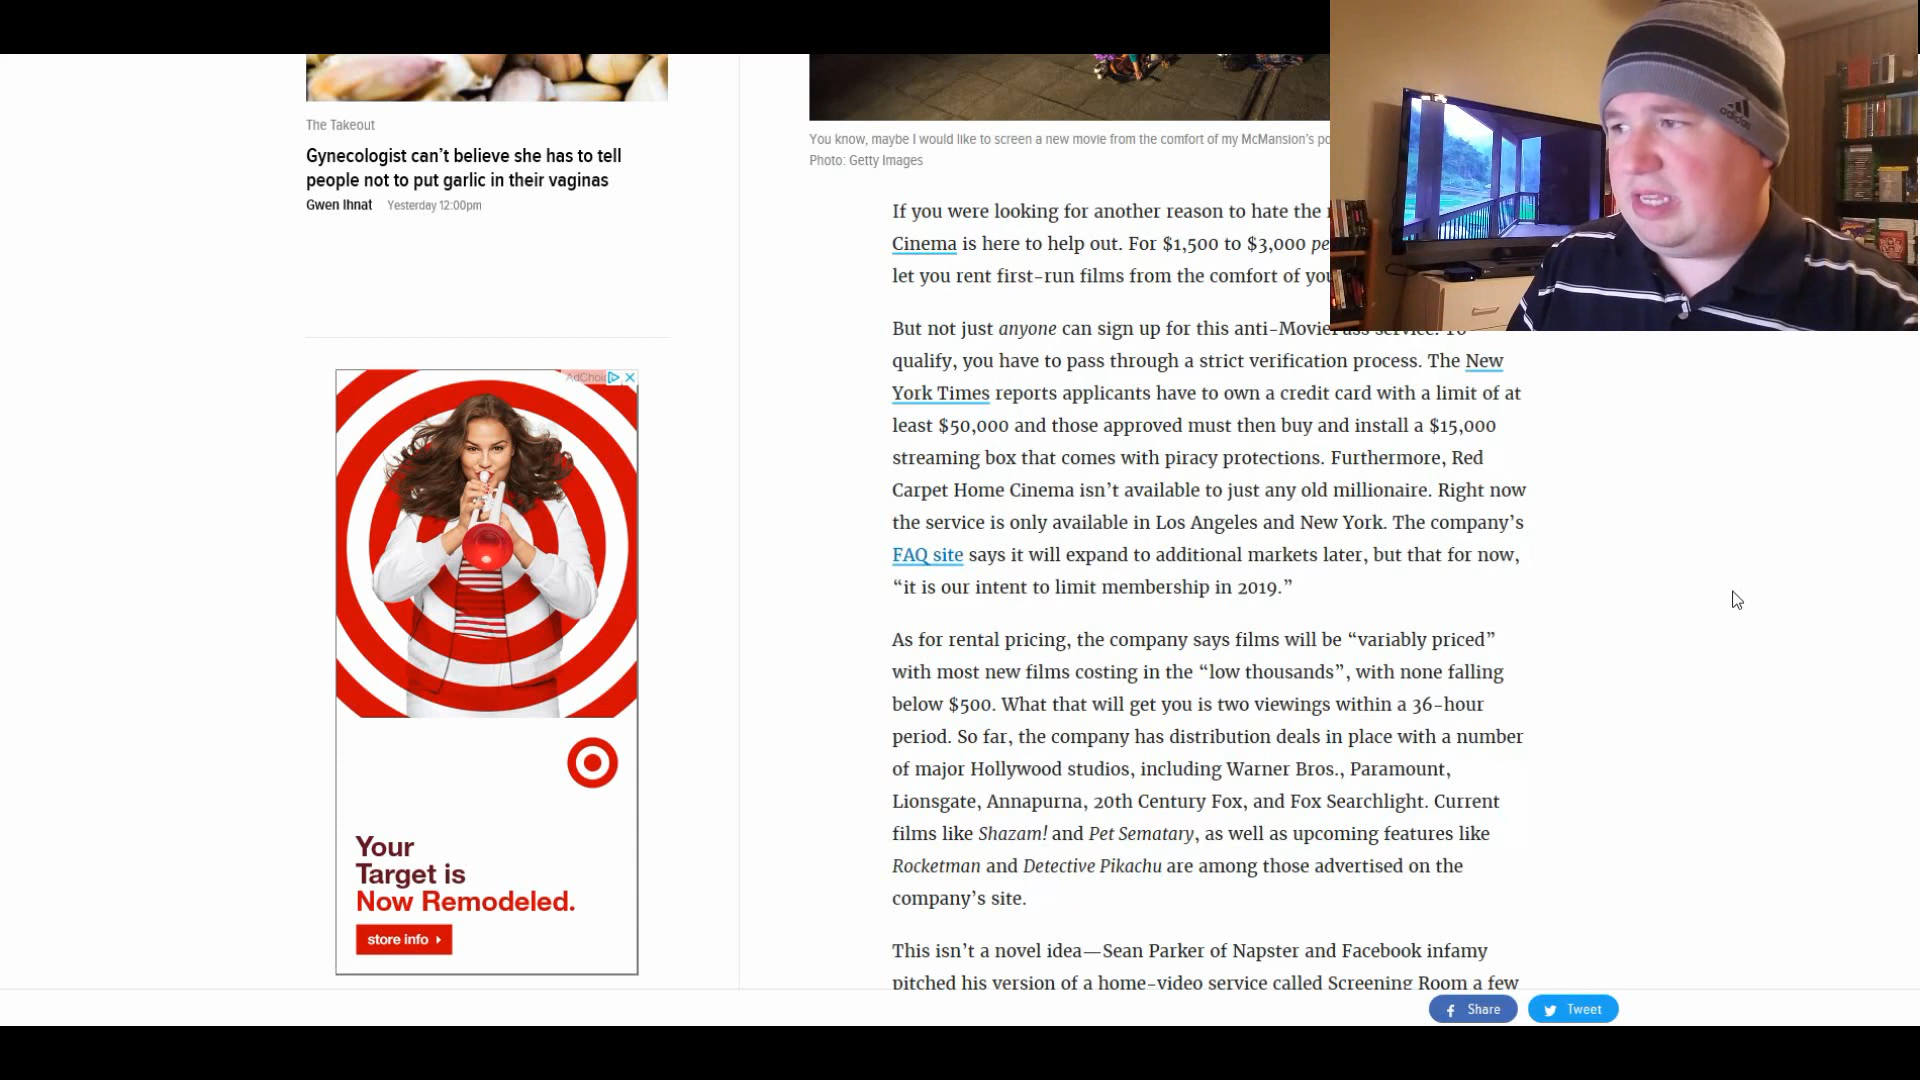 The Takeout
Gynecologist can’t believe she has to tell
people not to put garlic in their vaginas
Gwen Ihnat Yesterday 12:00pm
AdChoi
Your
Target is
Now Remodeled.
store info
You know, maybe I would like to screen a new movie from the comfort of my McMansion’s po
Photo: Getty Images
If you were looking for another reason to hate the
Cinema is here to help out. For $1,500 to $3,000 pe
let you rent first-run films from the comfort of you
But not just anyone can sign up for this anti-MoviePass service. To
qualify, you have to pass through a strict verification process. The New
York Times reports applicants have to own a credit card with a limit of at
least $50,000 and those approved must then buy and install a $15,000
streaming box that comes with piracy protections. Furthermore, Red
Carpet Home Cinema isn’t available to just any old millionaire. Right now
the service is only available in Los Angeles and New York. The company’s
FAQ site says it will expand to additional markets later, but that for now,
“it is our intent to limit membership in 2019.”
As for rental pricing, the company says films will be “variably priced”
with most new films costing in the “low thousands”, with none falling
below $500. What that will get you is two viewings within a 36-hour
period. So far, the company has distribution deals in place with a number
of major Hollywood studios, including Warner Bros., Paramount,
Lionsgate, Annapurna, 20th Century Fox, and Fox Searchlight. Current
films like Shazam! and Pet Sematary, as well as upcoming features like
Rocketman and Detective Pikachu are among those advertised on the
company’s site.
This isn’t a novel idea—Sean Parker of Napster and Facebook infamy
pitched his version of a home-video service called Screening Room a few
Share
Tweet
adidas